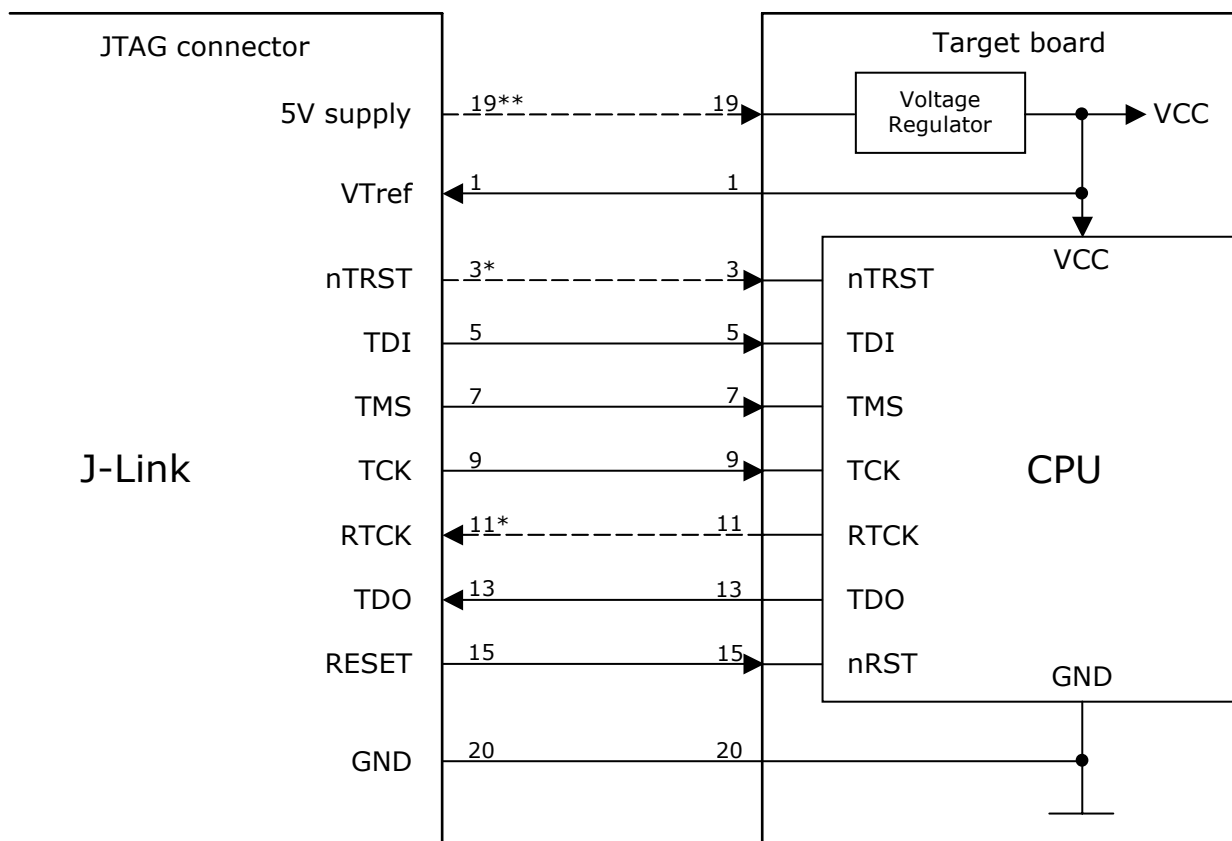 JTAG connector
Target board
5V supply
19**
19
Voltage
Regulator
VCC
VTref
1
1
VCC
nTRST
3*
3
nTRST
TDI
5
5
TDI
TMS
7
7
TMS
J-Link
TCK
9
9
TCK
CPU
RTCK
11*
11
RTCK
TDO
13
13
TDO
RESET
15
15
nRST
GND
GND
20
20